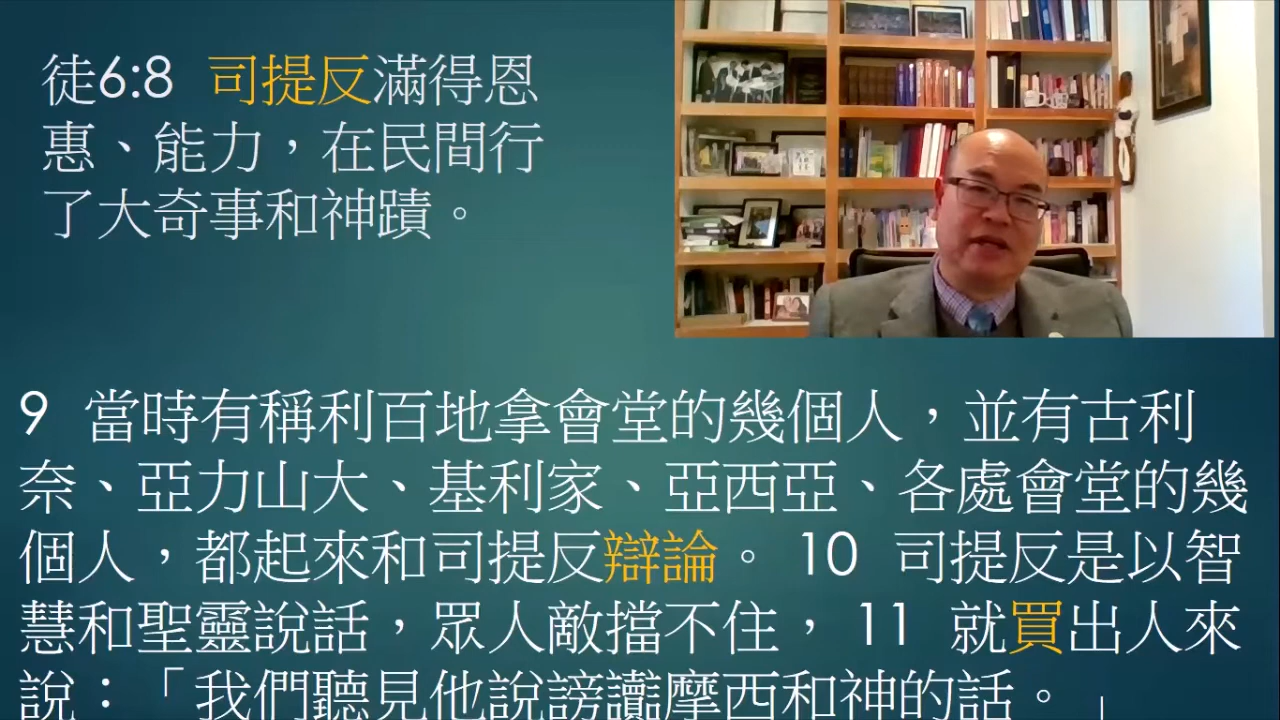 徒6:8 司提反滿得恩
惠、能力，在民間行
了大奇事和神蹟。
9 當時有稱利百地拿會堂的幾個人，並有古利
奈、亞力山大、基利家、亞西亞、各處會堂的幾
個人，都起來和司提反辯論。 10 司提反是以智
慧和聖靈說話，眾人敵擋不住， 11 就買出人來
說：「我們聽見他說謗讟摩西和神的話。」